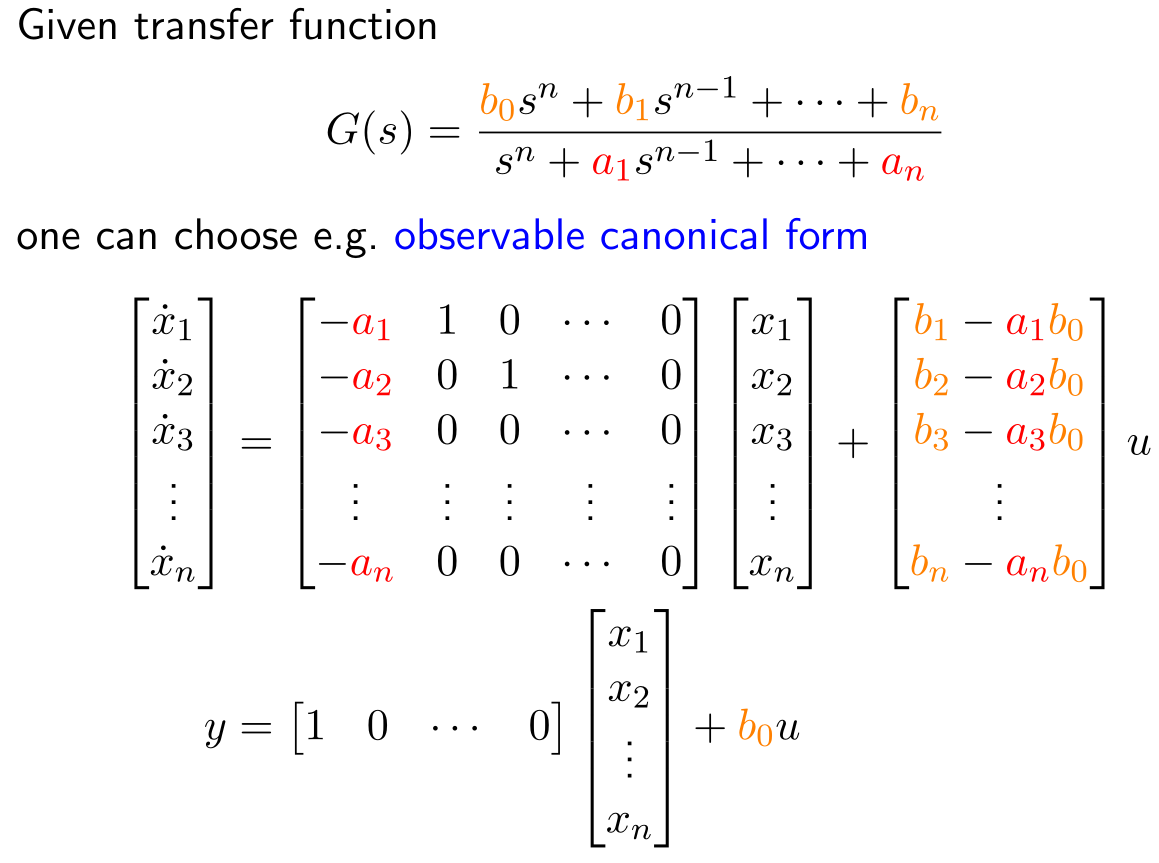 Given transfer function
G(s) = \frac{b_0 s^n + b_1 s^{n-1} + \cdots + b_n}{s^n + a_1 s^{n-1} + \cdots + a_n}
one can choose e.g. observable canonical form
\begin{bmatrix} \dot{x}_1 \\ \dot{x}_2 \\ \dot{x}_3 \\ \vdots \\ \dot{x}_n \end{bmatrix} = \begin{bmatrix} -a_1 & 1 & 0 & \cdots & 0 \\ -a_2 & 0 & 1 & \cdots & 0 \\ -a_3 & 0 & 0 & \cdots & 0 \\ \vdots & \vdots & \vdots & \vdots & \vdots \\ -a_n & 0 & 0 & \cdots & 0 \end{bmatrix} \begin{bmatrix} x_1 \\ x_2 \\ x_3 \\ \vdots \\ x_n \end{bmatrix} + \begin{bmatrix} b_1 - a_1 b_0 \\ b_2 - a_2 b_0 \\ b_3 - a_3 b_0 \\ \vdots \\ b_n - a_n b_0 \end{bmatrix} u
y = \begin{bmatrix} 1 & 0 & \cdots & 0 \end{bmatrix} \begin{bmatrix} x_1 \\ x_2 \\ \vdots \\ x_n \end{bmatrix} + b_0 u